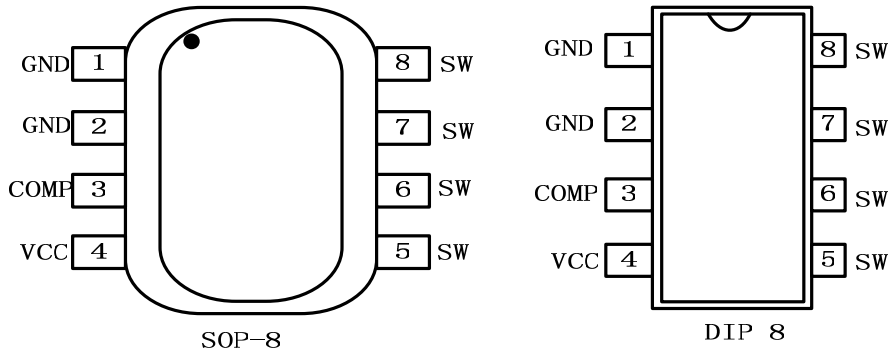 GND 1 8 SW
GND 2 7 SW
COMP 3 6 SW
VCC 4 5 SW
SOP-8
GND 1 8 SW
GND 2 7 SW
COMP 3 6 SW
VCC 4 5 SW
DIP 8